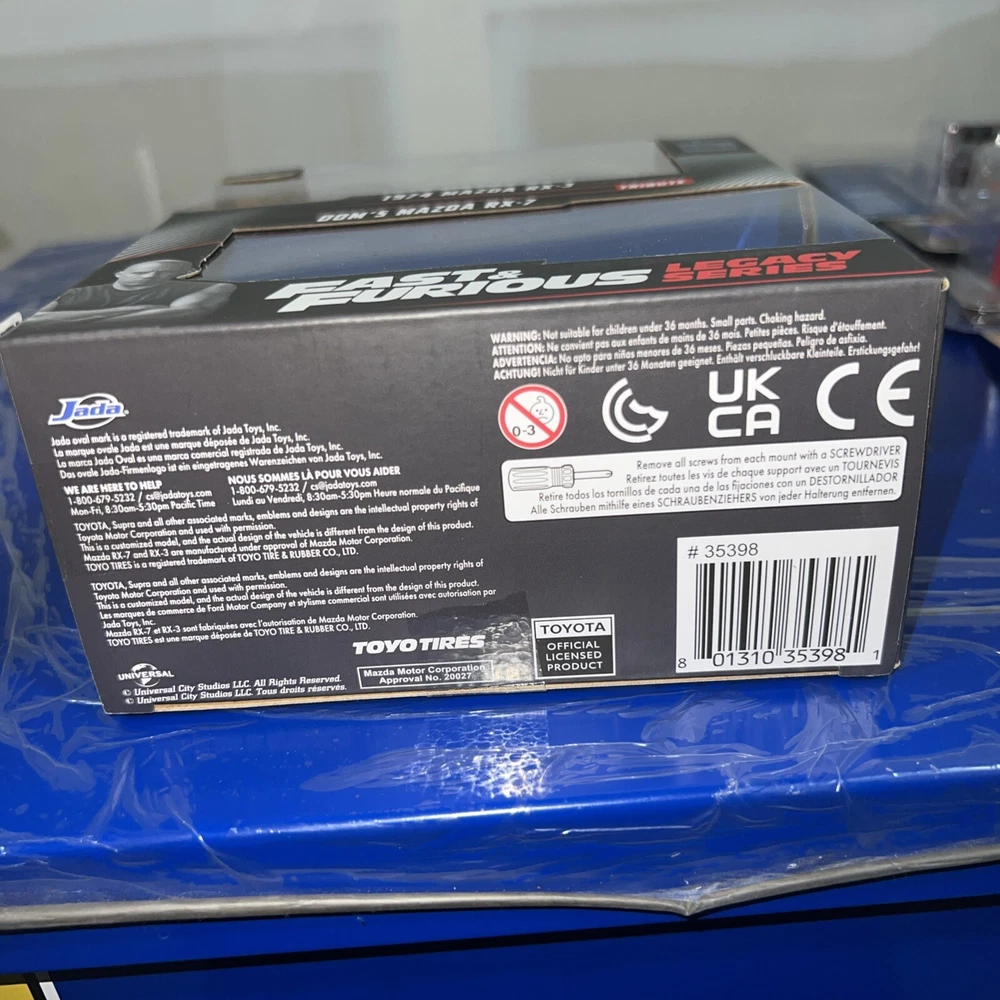 1974 MAZDA RX-3
TRIBUTE
DOM'S MAZDA RX-7
FAST & FURIOUS
LEGACY SERIES
WARNING: Not suitable for children under 36 months. Small parts. Choking hazard.
ATTENTION: Ne convient pas aux enfants de moins de 36 mois. Petites pièces. Risque d'étouffement.
ADVERTENCIA: No apto para niños menores de 36 meses. Piezas pequeñas. Peligro de asfixia.
ACHTUNG! Nicht für Kinder unter 36 Monaten geeignet. Enthält verschluckbare Kleinteile. Erstickungsgefahr!
0-3
UK
CA
CE
Remove all screws from each mount with a SCREWDRIVER
Retirez toutes les vis de chaque support avec un TOURNEVIS
Retire todos los tornillos de cada una de las fijaciones con un DESTORNILLADOR
Alle Schrauben mithilfe eines SCHRAUBENZIEHERS von jeder Halterung entfernen.
Jada®
Jada oval mark is a registered trademark of Jada Toys, Inc.
La marque ovale Jada est une marque déposée de Jada Toys, Inc.
La marca Jada Oval es una marca comercial registrada de Jada Toys, Inc.
Das ovale Jada-Firmenlogo ist ein eingetragenes Warenzeichen von Jada Toys, Inc.
WE ARE HERE TO HELP
1-800-679-5232 / cs@jadatoys.com
Mon-Fri, 8:30am-5:30pm Pacific Time
NOUS SOMMES LÀ POUR VOUS AIDER
1-800-679-5232 / cs@jadatoys.com
Lundi au Vendredi, 8:30am-5:30pm Heure normale du Pacifique
TOYOTA, Supra and all other associated marks, emblems and designs are the intellectual property rights of
Toyota Motor Corporation and used with permission.
This is a customized model, and the actual design of the vehicle is different from the design of this product.
Mazda RX-7 and RX-3 are manufactured under approval of Mazda Motor Corporation.
TOYO TIRES is a registered trademark of TOYO TIRE & RUBBER CO., LTD.
TOYOTA, Supra and all other associated marks, emblems and designs are the intellectual property rights of
Toyota Motor Corporation and used with permission.
This is a customized model, and the actual design of the vehicle is different from the design of this product.
Les marques de commerce de Ford Motor Company et stylisme commercial sont utilisées avec autorisation par
Jada Toys, Inc.
Mazda RX-7 et RX-3 sont fabriquées avec l'autorisation de Mazda Motor Corporation.
TOYO TIRES est une marque déposée de TOYO TIRE & RUBBER CO., LTD.
UNIVERSAL
© Universal City Studios LLC. All Rights Reserved.
© Universal City Studios LLC. Tous droits réservés.
TOYO TIRES
Mazda Motor Corporation
Approval No. 20027
TOYOTA
OFFICIAL
LICENSED
PRODUCT
# 35398
8 01310 35398 1